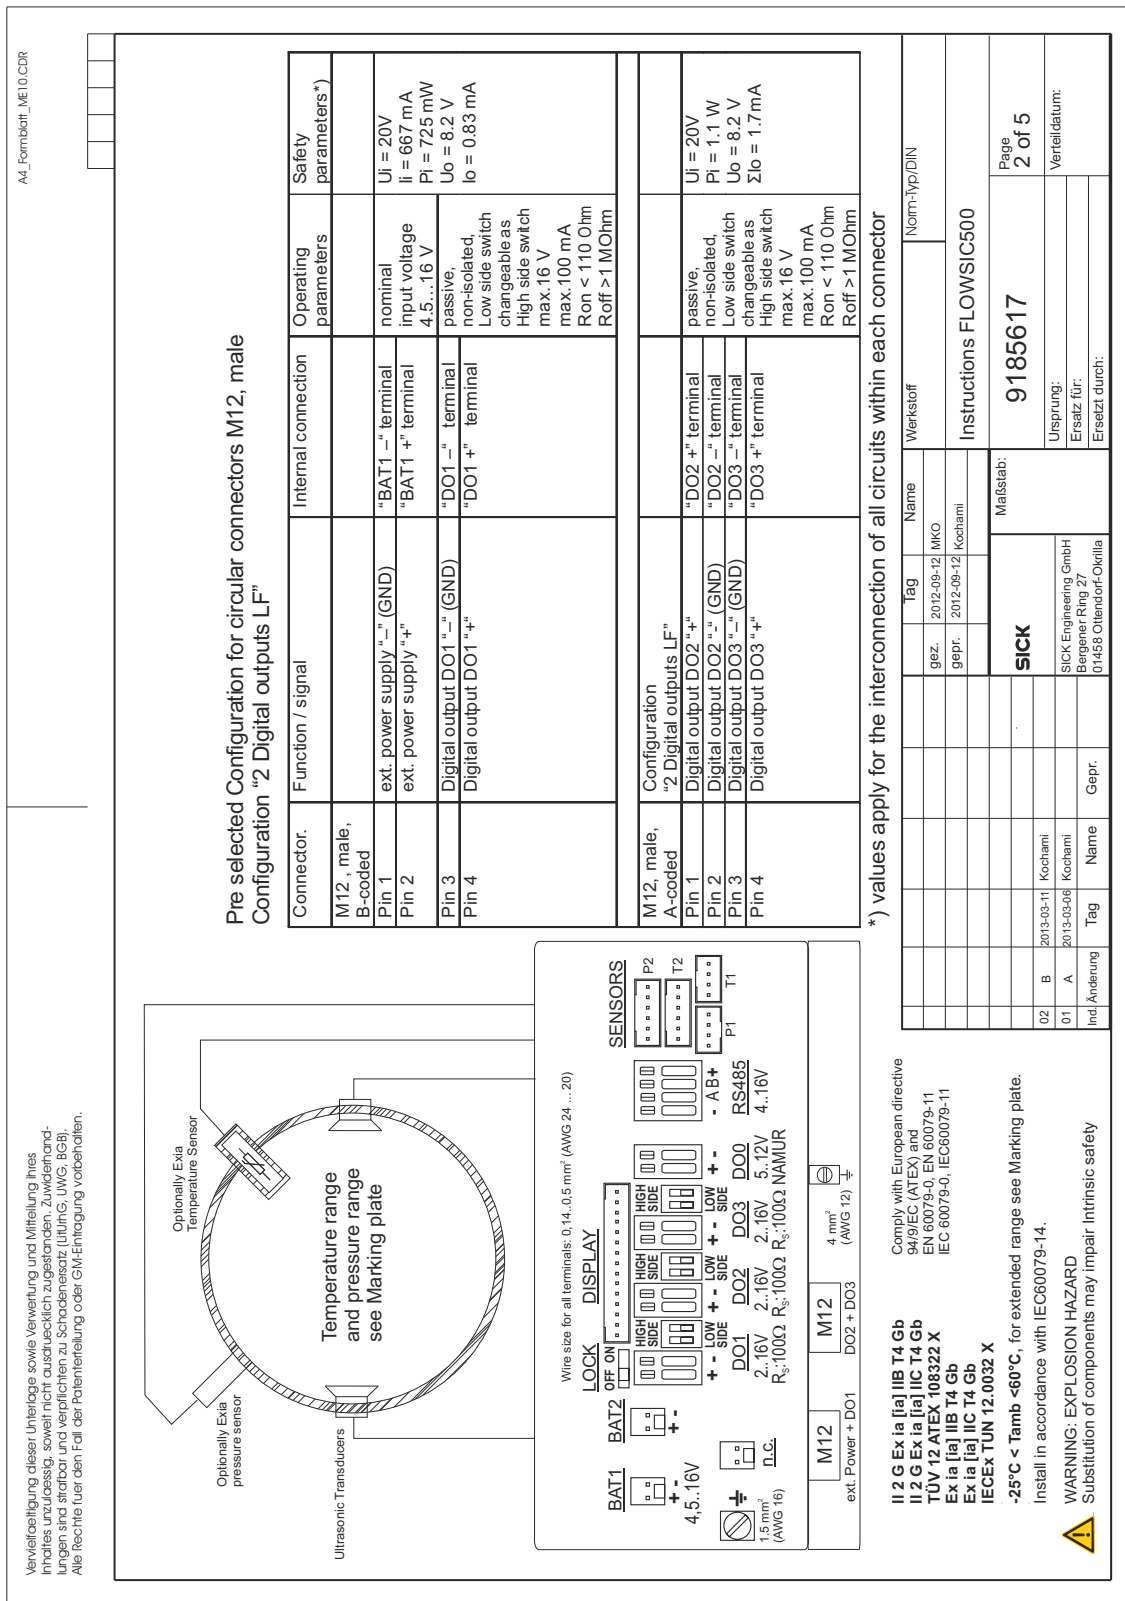 A4_Formblatt_ME10.CDR
Vervielfaeltigung dieser Unterlage sowie Verwertung und Mitteilung ihres
Inhaltes unzulaessig, soweit nicht ausdruecklich zugestanden. Zuwiderhand-
lungen sind strafbar und verpflichten zu Schadenersatz (LitUrhG, UWG, BGB).
Alle Rechte fuer den Fall der Patenterteilung oder GM-Eintragung vorbehalten.
Optionally Exia
Temperature Sensor
Optionally Exia
pressure sensor
Ultrasonic Transducers
Temperature range
and pressure range
see Marking plate
Wire size for all terminals: 0,14..0,5 mm² (AWG 24 ... 20)
BAT1
BAT2
LOCK
DISPLAY
SENSORS
OFF ON
HIGH SIDE
HIGH SIDE
HIGH SIDE
P2
T2
P1
T1
+ -
4,5..16V
+ -
+ - LOW SIDE
+ - LOW SIDE
+ - LOW SIDE
+ -
- A B +
DO1
DO2
DO3
DO0
RS485
2..16V
2..16V
2..16V
5..12V
4..16V
RS:100Ω RS:100Ω RS:100Ω NAMUR
1.5 mm²
(AWG 16)
n.c.
M12
M12
4 mm²
(AWG 12)
ext. Power + DO1
DO2 + DO3
Pre selected Configuration for circular connectors M12, male
Configuration “2 Digital outputs LF”
Connector. Function / signal Internal connection Operating parameters Safety parameters*)
M12 , male,
B-coded
Pin 1 ext. power supply “–” (GND) “BAT1 –“ terminal
Pin 2 ext. power supply “+” “BAT1 +” terminal
nominal
input voltage
4.5...16 V
Pin 3 Digital output DO1 “–“ (GND) “DO1 –“ terminal
Pin 4 Digital output DO1 “+“ “DO1 +” terminal
passive,
non-isolated,
Low side switch
changeable as
High side switch
max.16 V
max.100 mA
Ron < 110 Ohm
Roff >1 MOhm
Ui = 20V
Ii = 667 mA
Pi = 725 mW
Uo = 8.2 V
Io = 0.83 mA
M12, male,
A-coded
Configuration
“2 Digital outputs LF”
Pin 1 Digital output DO2 “+“ “DO2 +” terminal
Pin 2 Digital output DO2 “-“ (GND) “DO2 –“ terminal
Pin 3 Digital output DO3 “–“ (GND) “DO3 –“ terminal
Pin 4 Digital output DO3 “+“ “DO3 +” terminal
passive,
non-isolated,
Low side switch
changeable as
High side switch
max.16 V
max.100 mA
Ron < 110 Ohm
Roff >1 MOhm
Ui = 20V
Pi = 1.1 W
Uo = 8.2 V
ΣIo = 1.7mA
*) values apply for the interconnection of all circuits within each connector
II 2 G Ex ia [ia] IIB T4 Gb
II 2 G Ex ia [ia] IIC T4 Gb
TÜV 12 ATEX 108322 X
Ex ia [ia] IIB T4 Gb
Ex ia [ia] IIC T4 Gb
IECEx TUN 12.0032 X
Comply with European directive
94/9/EC (ATEX) and
EN 60079-0, EN 60079-11
IEC 60079-0, IEC60079-11
-25°C < Tamb <60°C, for extended range see Marking plate.
Install in accordance with IEC60079-14.
WARNING: EXPLOSION HAZARD
Substitution of components may impair Intrinsic safety
02 B 2013-03-11 Kochami
01 A 2013-03-06 Kochami
Ind. Änderung Tag Name Gepr.
Tag Name
gez. 2012-09-12 MKO
gepr. 2012-09-12 Kochami
SICK
SICK Engineering GmbH
Bergener Ring 27
01458 Ottendorf-Okrilla
Maßstab:
Werkstoff
Norm-Typ/DIN
Instructions FLOWSIC500
9185617
Page
2 of 5
Ursprung:
Ersatz für:
Ersetzt durch:
Verteildatum: